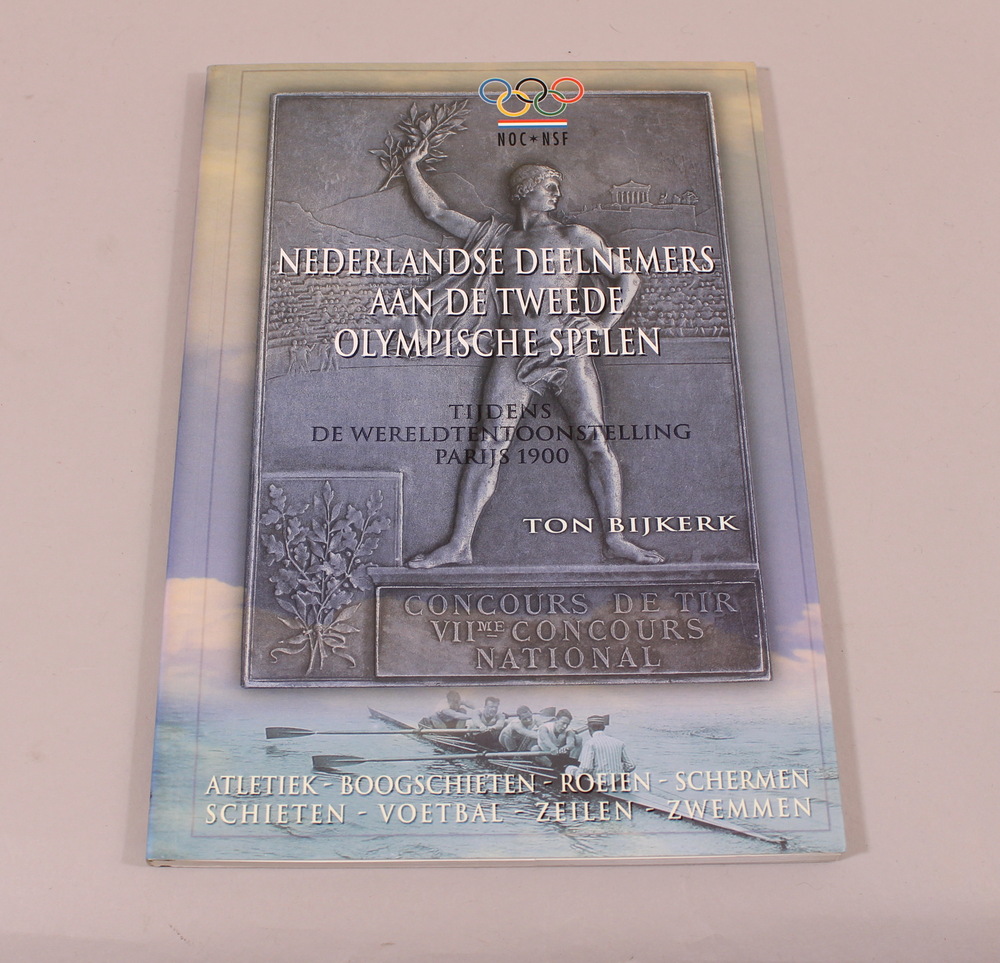 NOC*NSF
NEDERLANDSE DEELNEMERS
AAN DE TWEEDE
OLYMPISCHE SPELEN
TIJDENS
DE WERELDTENTOONSTELLING
PARIJS 1900
TON BIJKERK
CONCOURS DE TIR
VIIME CONCOURS
NATIONAL
ATLETIEK - BOOGSCHIETEN - ROEIEN - SCHERMEN
SCHIETEN - VOETBAL - ZEILEN - ZWEMMEN